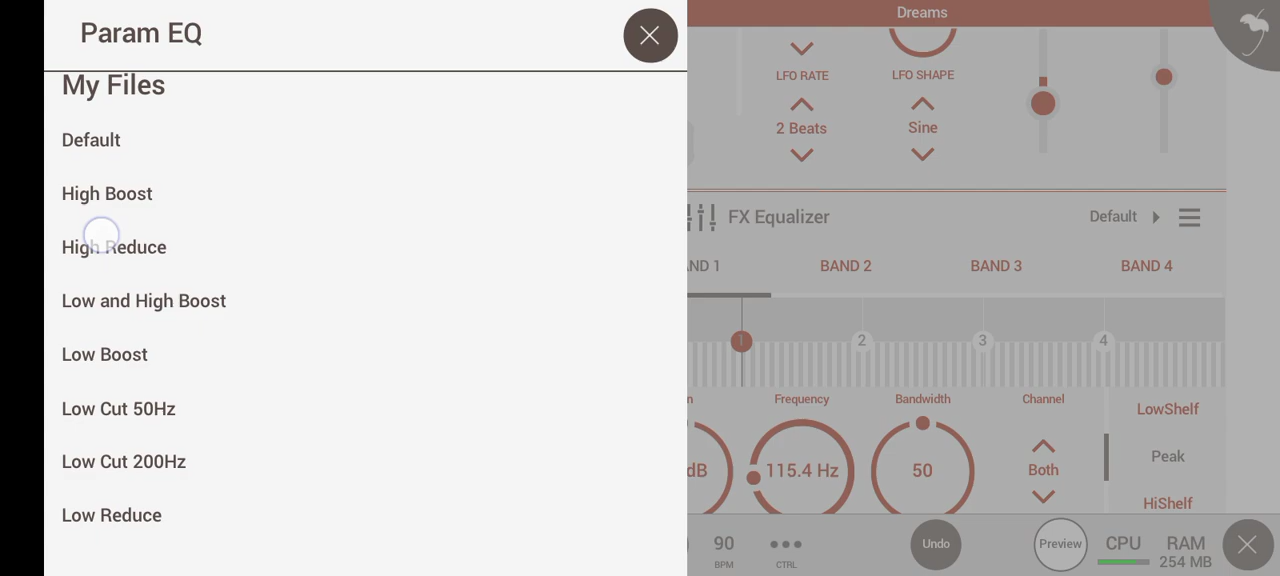 Param EQ
My Files
Default
High Boost
High Reduce
Low and High Boost
Low Boost
Low Cut 50Hz
Low Cut 200Hz
Low Reduce
Dreams
LFO RATE
LFO SHAPE
2 Beats
Sine
FX Equalizer
Default
ND 1
BAND 2
BAND 3
BAND 4
1
2
3
4
n
Frequency
Bandwidth
Channel
dB
115.4 Hz
50
Both
LowShelf
Peak
HiShelf
90
BPM
CTRL
Undo
Preview
CPU
RAM
254 MB